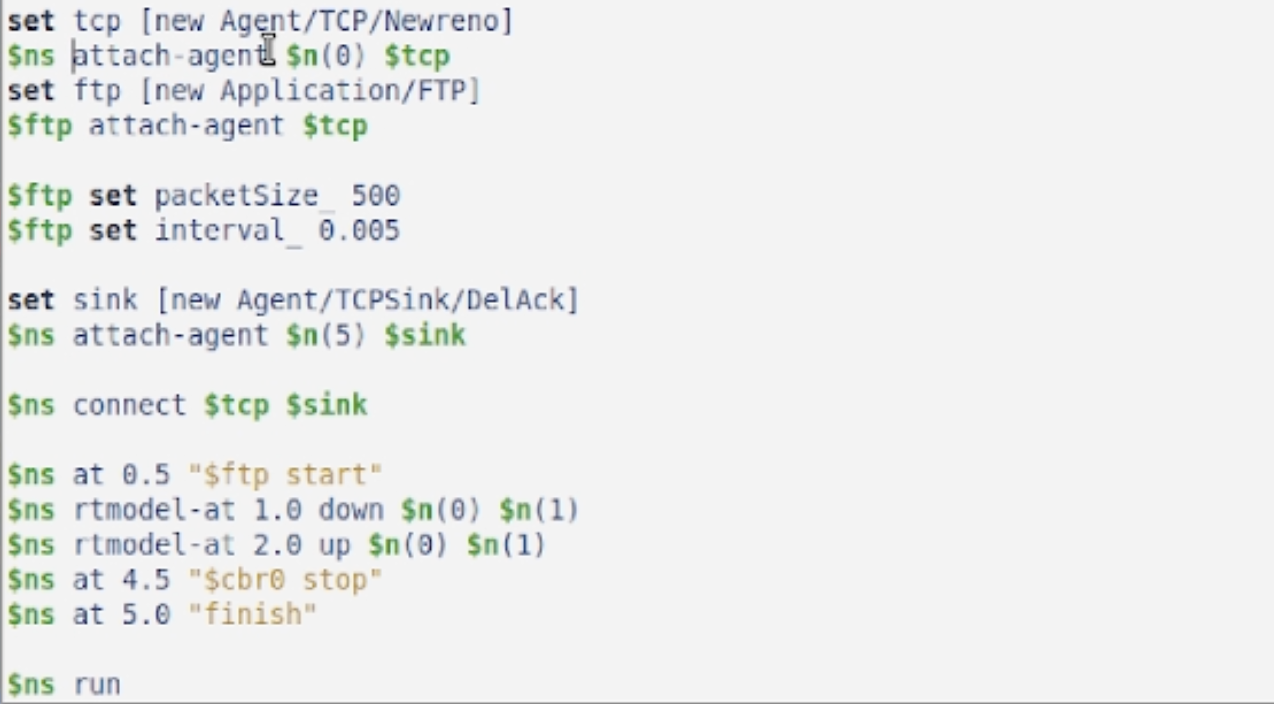 set tcp [new Agent/TCP/Newreno]
$ns attach-agent $n(0) $tcp
set ftp [new Application/FTP]
$ftp attach-agent $tcp
$ftp set packetSize_ 500
$ftp set interval_ 0.005
set sink [new Agent/TCPSink/DelAck]
$ns attach-agent $n(5) $sink
$ns connect $tcp $sink
$ns at 0.5 "$ftp start"
$ns rtmodel-at 1.0 down $n(0) $n(1)
$ns rtmodel-at 2.0 up $n(0) $n(1)
$ns at 4.5 "$cbr0 stop"
$ns at 5.0 "finish"
$ns run